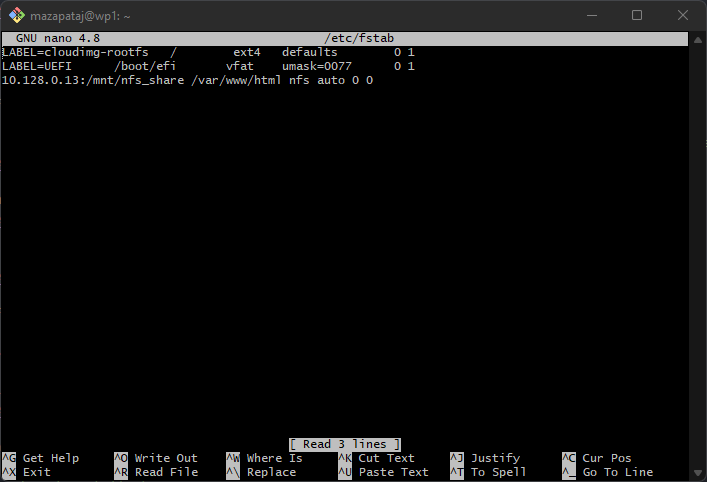 mazapataj@wp1: ~
GNU nano 4.8 /etc/fstab
LABEL=cloudimg-rootfs / ext4 defaults 0 1
LABEL=UEFI /boot/efi vfat umask=0077 0 1
10.128.0.13:/mnt/nfs_share /var/www/html nfs auto 0 0
[ Read 3 lines ]
^G Get Help ^O Write Out ^W Where Is ^K Cut Text ^J Justify ^C Cur Pos
^X Exit ^R Read File ^\ Replace ^U Paste Text ^T To Spell ^_ Go To Line